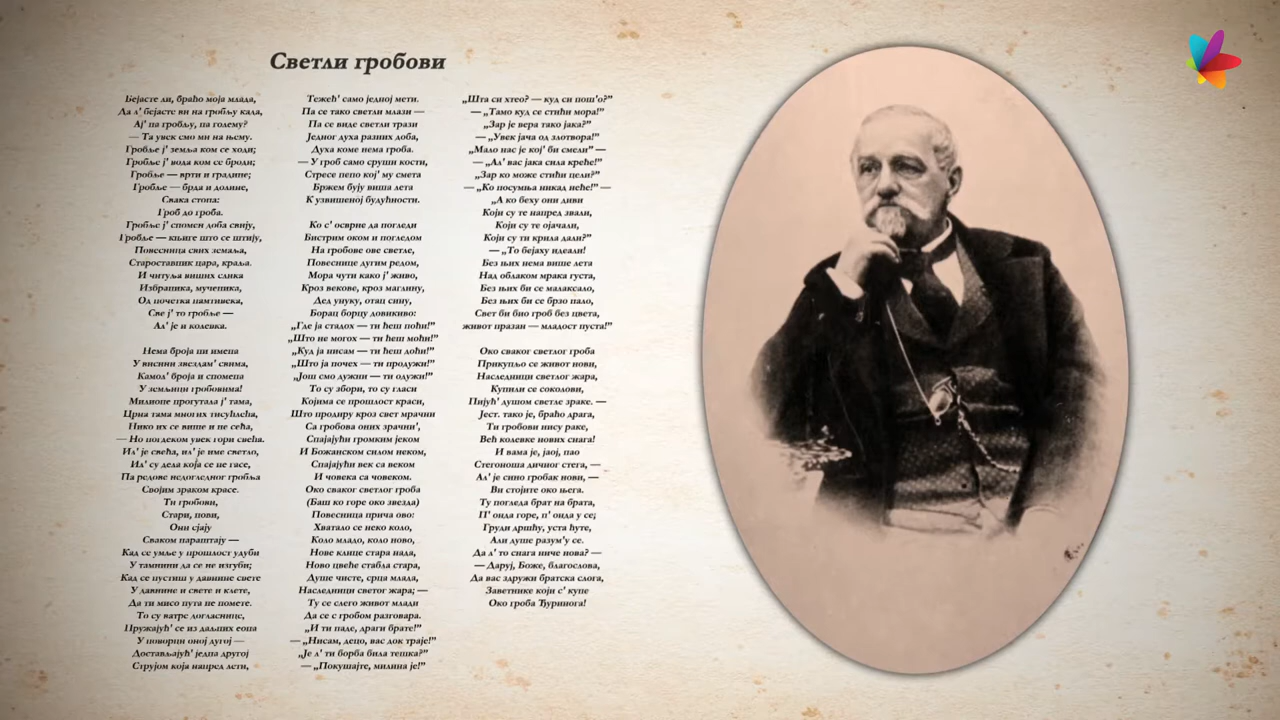 Светли гробови
Бејасте ли, браћо моја млада,
Да л' бејасте ви на гробљу када,
Ај' на гробљу, на големy?
— Та увек смо ми на њему.
Гробље ј' земља ком се ходи;
Гробље ј' вода ком се броди;
Гробље — врти и градине;
Гробље — брда и долине,
Свака стопа:
Гроб до гроба.
Гробље ј' спомен доба свију,
Гробље — књиге што се штију,
Повесница свих земаља,
Староставник цара, краља.
И читуља виших слика
Избраника, мученика,
Од почетка памтивека,
Све ј' то гробље —
Ал' је и колевка.
Нема броја ни имена
У висини звездам' свима,
Камол' броја и спомена
У земљици гробовима!
Милионе прогутала ј' тама,
Црна тама многих тисућлећа,
Нико их се више и не сећа,
— Но погдеком увек гори свећа.
Ил' је свећа, ил' је име светло,
Ил' су дела која се не гасе,
Па редове недогледног гробља
Својим зраком красе.
Ти гробови,
Стари, нови,
Они сјају
Сваком нараштају —
Кад се умље у прошлост удуби
У тамнини да се не изгуби;
Кад се пустиш у давнине свете
У давнине и свете и клете,
Да ти мисо пута не помете.
То су ватре догласнице,
Пружајућ' се из даљних еона
У поворци оној дугој —
Достављајућ' једна другој
Струјом која напред лети,
Тежећ' само једној мети.
Па се тако светли млази —
Па се виде светли трази
Једног духа разних доба,
Духа коме нема гроба.
— У гроб само сруши кости,
Стресе пепо кој' му смета
Бржем бују виша лета
К узвишеној будућности.
Ко с' осврне да погледи
Бистрим оком и погледом
На гробове ове светле,
Повеснице дугим редом,
Мора чути како ј' живо,
Кроз векове, кроз маглину,
Дед унуку, отац сину,
Борац борцу довикиво:
„Где ја стадох — ти ћеш поћи!”
„Што не могох — ти ћеш моћи!”
„Куд ја нисам — ти ћеш доћи!”
„Што ја почех — ти продужи!”
„Још смо дужни — ти одужи!”
То су збори, то су гласи
Којима се прошлост краси,
Што продиру кроз свет мрачни
Са гробова оних зрачни',
Спајајући громким јеком
И Божанском силом неком,
Спајајући век са веком
И човека са човеком.
Око сваког светлог гроба
(Баш ко горе око звезда)
Повесница прича ово:
Хватало се неко коло,
Коло младо, коло ново,
Нове клице стара нада,
Ново цвеће стабла стара,
Душе чисте, срца млада,
Наследници светог жара; —
Ту се слего живот млади
Да се с гробом разговара.
„И ти паде, драги брате!”
— „Нисам, децо, вас док траје!”
„Је л' ти борба била тешка?”
— „Покушајте, милина је!”
„Шта си хтео? — куд си пош'о?”
— „Тамо куд се стићи мора!”
„Зар је вера тако јака?”
— „Увек јача од злотвора!”
„Мало нас је кој' би смели” —
— „Ал' вас јака сила креће!”
„Зар ко може стићи цели?”
— „Ко посумња никад неће!” —
„А ко беху они диви
Који су те напред звали,
Који су те ојачали,
Који су ти крила дали?”
— „То бејаху идеали!
Без њих нема више лета
Над облаком мрака густа,
Без њих би се малаксало,
Без њих би се брзо пало,
Свет би био гроб без цвета,
живот празан — младост пуста!”
Око сваког светлог гроба
Прикупљо се живот нови,
Наследници светлог жара,
Купили се соколови,
Пијућ' душом светле зраке. —
Јест. тако је, браћо драга,
Ти гробови нису раке,
Већ колевке нових снага!
И вама је, јаој, пао
Стегоноша дичног стега, —
Ал' је сино гробак нови, —
Ви стојите око њега.
Ту погледа брат на брата,
П' онда горе, п' онда у се;
Груди дршћу, уста ћуте,
Али душе разум'у се.
Да л' то снага ниче нова? —
— Даруј, Боже, благослова,
Да вас здружи братска слога,
Заветнике који с' купе
Око гроба Ђуринога!